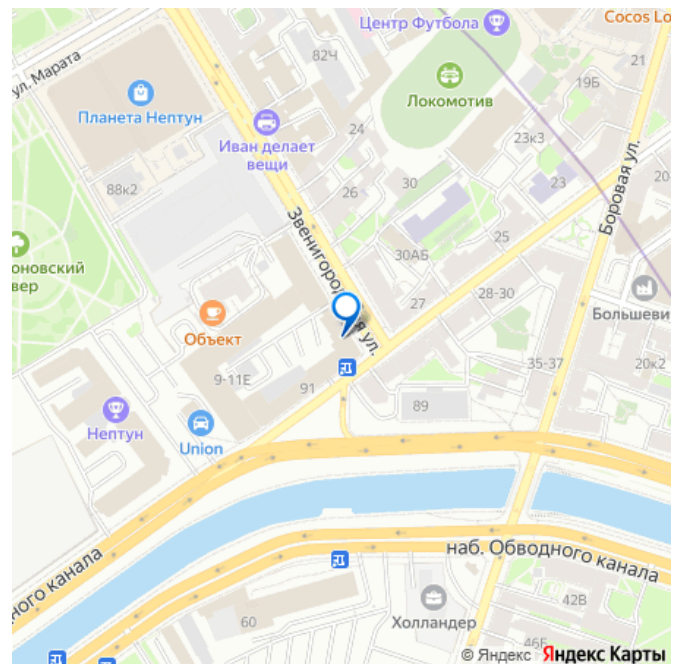 Центр Футбола
Cocos Lo
ул. Марата
82Ч
21
19Б
Планета Нептун
Локомотив
Иван делает
вещи
24
23к3
Боровая ул.
88к2
26
30
23
20
Звенигородская ул.
25
30АБ
оновский
вер
27
28-30
Большеви
Объект
35-37
20к2
9-11Е
91
89
Нептун
Union
дного канала
наб. Обводного канала
42В
Холландер
60
46Б
© Яндекс Яндекс Карты